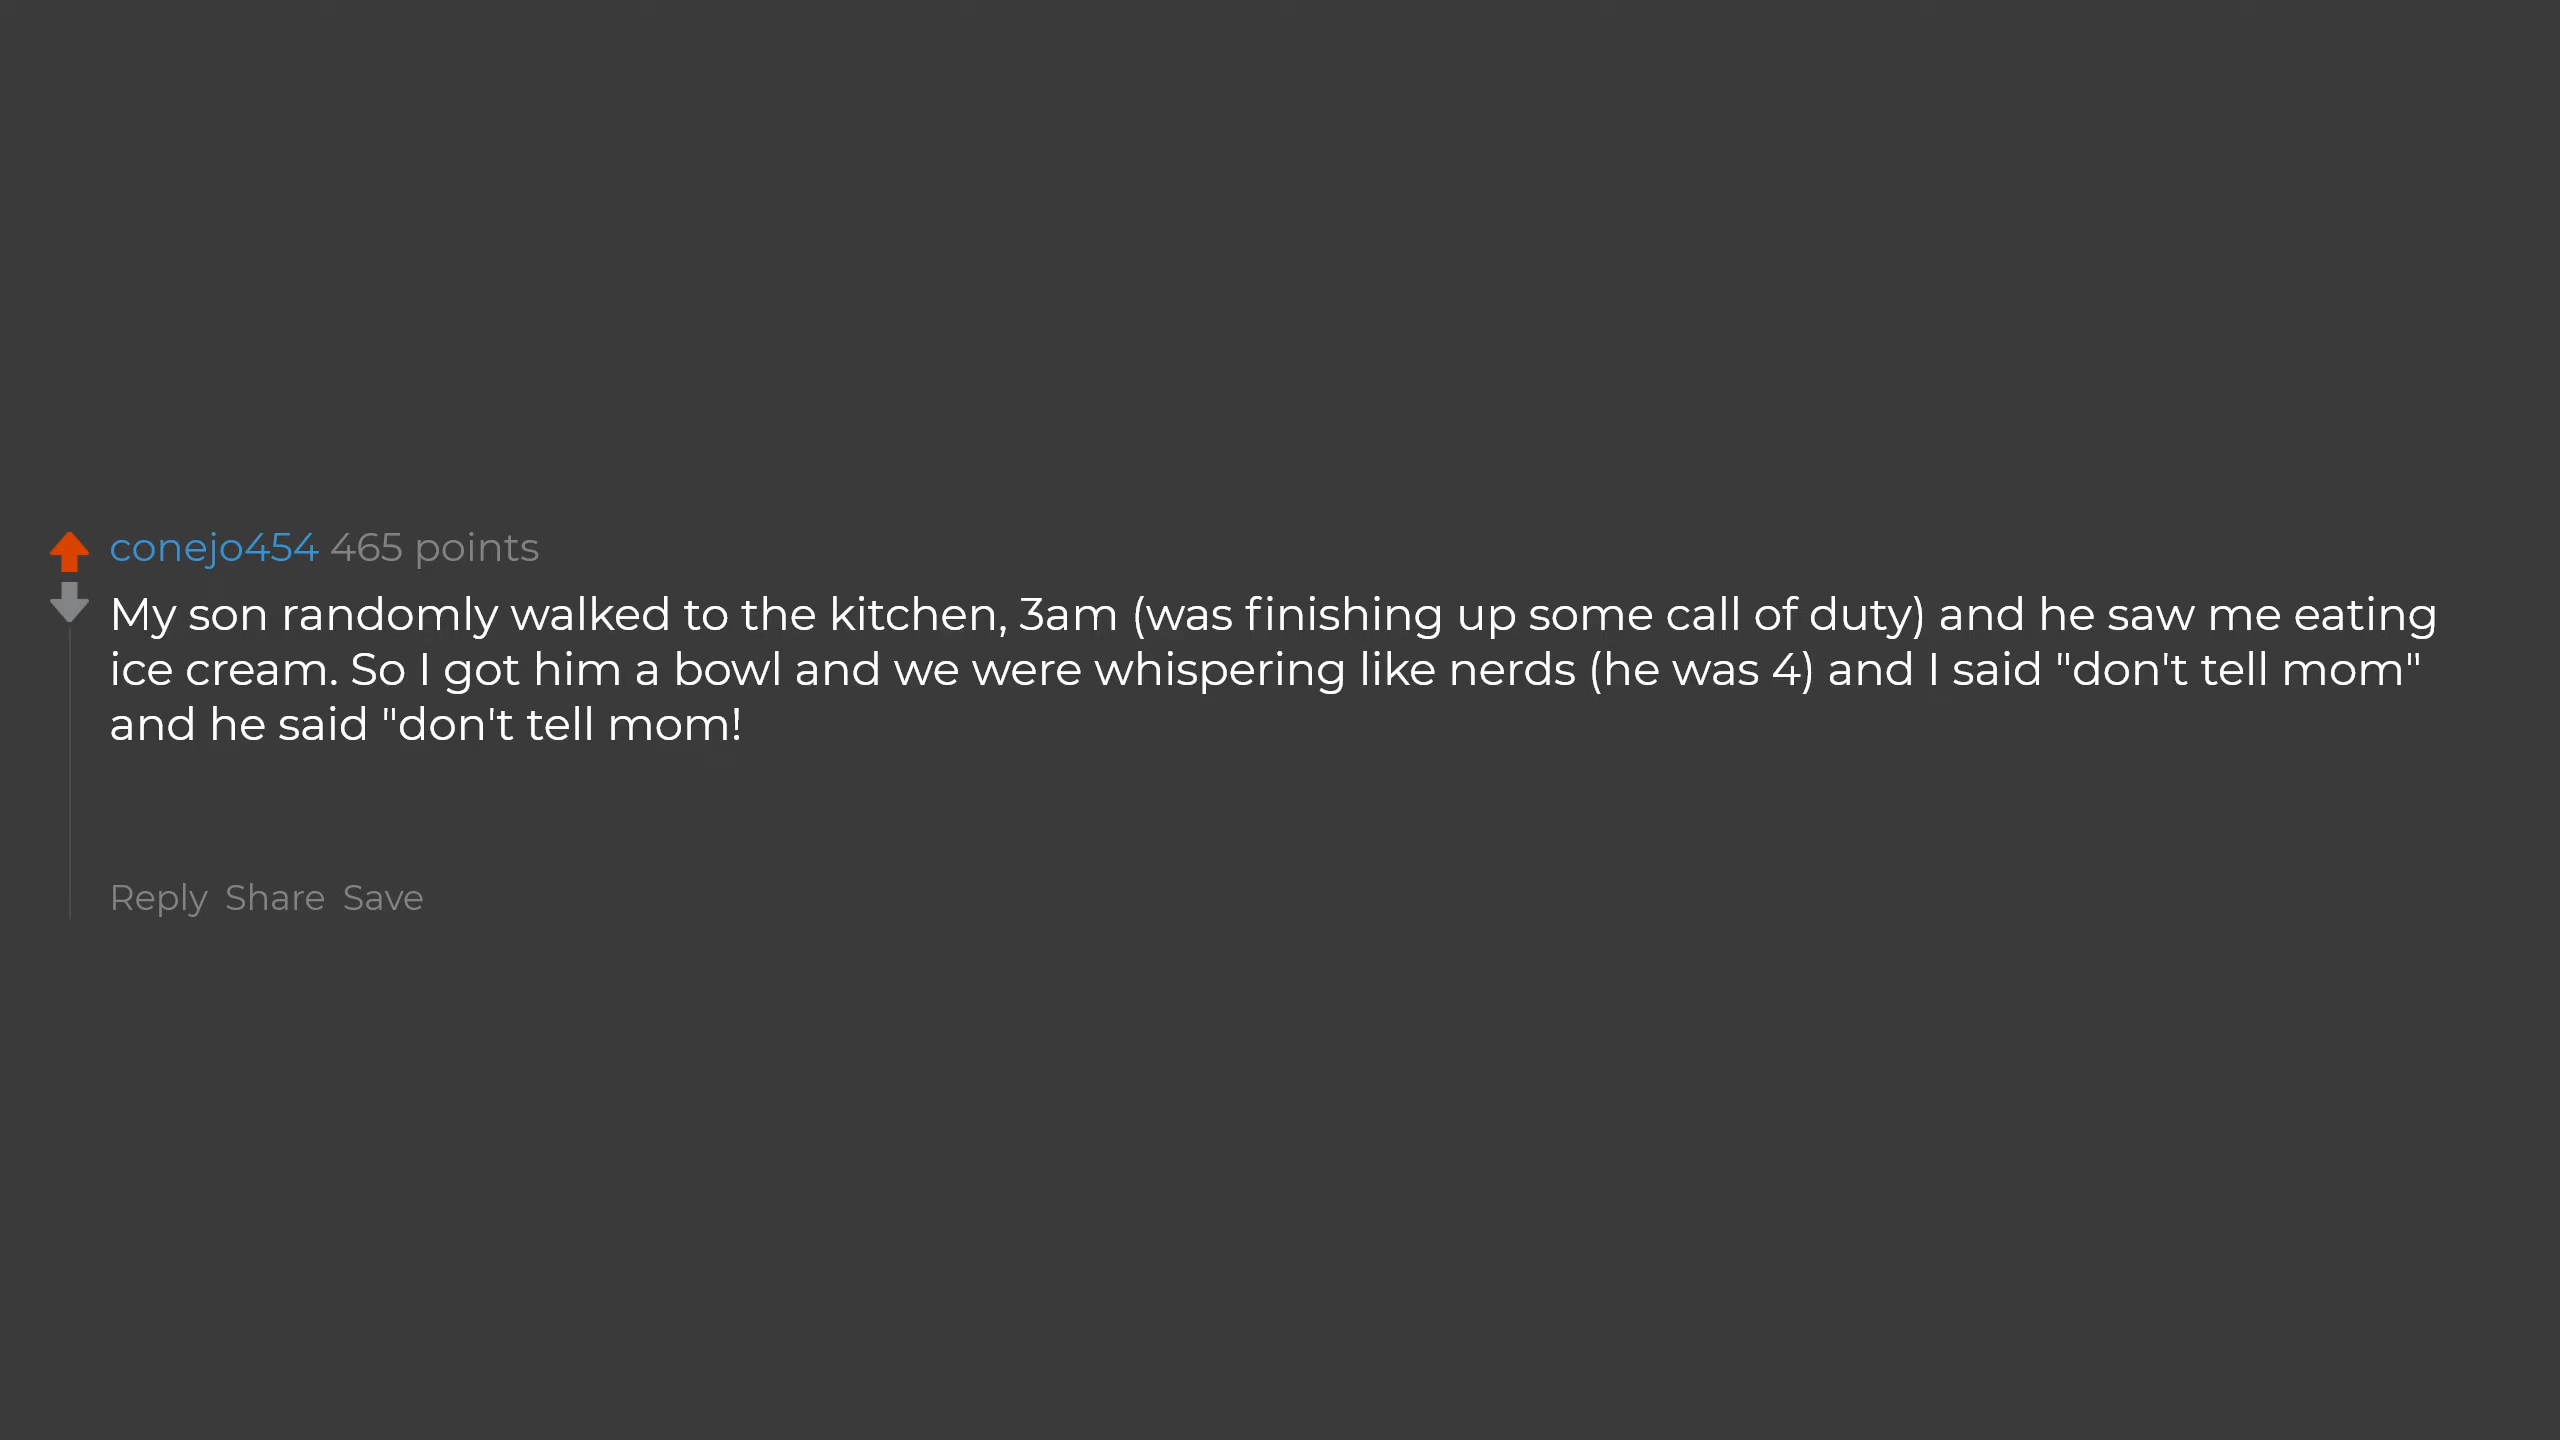 conejo454 465 points
My son randomly walked to the kitchen, 3am (was finishing up some call of duty) and he saw me eating
ice cream. So I got him a bowl and we were whispering like nerds (he was 4) and I said "don't tell mom"
and he said "don't tell mom!
Reply Share Save